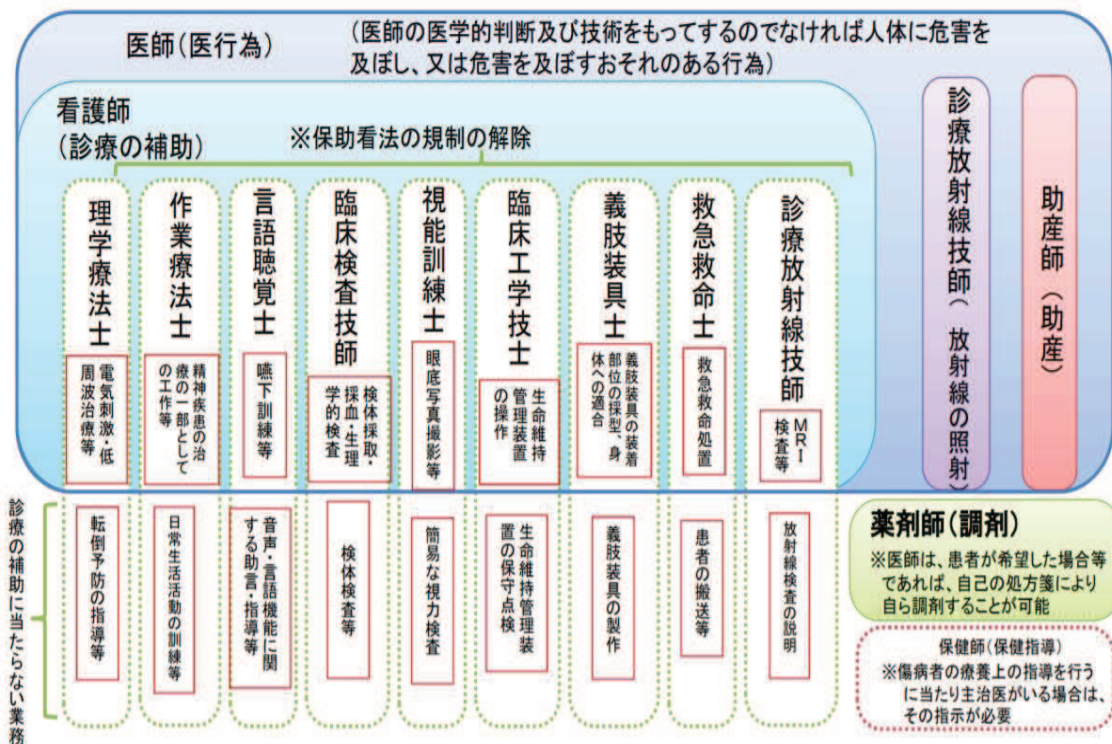 医師(医行為)
(医師の医学的判断及び技術をもってするのでなければ人体に危害を
及ぼし、又は危害を及ぼすおそれのある行為)
看護師
(診療の補助)
※保助看法の規制の解除
理学療法士
電気刺激・低
周波治療等
転倒予防の指導等
作業療法士
精神疾患の治
療の一部として
の工作等
日常生活活動の訓練等
言語聴覚士
嚥下訓練等
音声・言語機能に関
する助言・指導等
臨床検査技師
検体採取・
採血・生理
学的検査
検体検査等
視能訓練士
眼底写真撮影等
簡易な視力検査
臨床工学技士
生命維持
管理装置
の操作
生命維持管理装
置の保守点検
義肢装具士
義肢装具の装着
部位の採型、身
体への適合
義肢装具の製作
救急救命士
救急救命処置
患者の搬送等
診療放射線技師
MRI
検査等
放射線検査の説明
診療放射線技師(放射線の照射)
助産師(助産)
診療の補助に当たらない業務
薬剤師(調剤)
※医師は、患者が希望した場合等
であれば、自己の処方箋により
自ら調剤することが可能
保健師(保健指導)
※傷病者の療養上の指導を行う
に当たり主治医がいる場合は、
その指示が必要